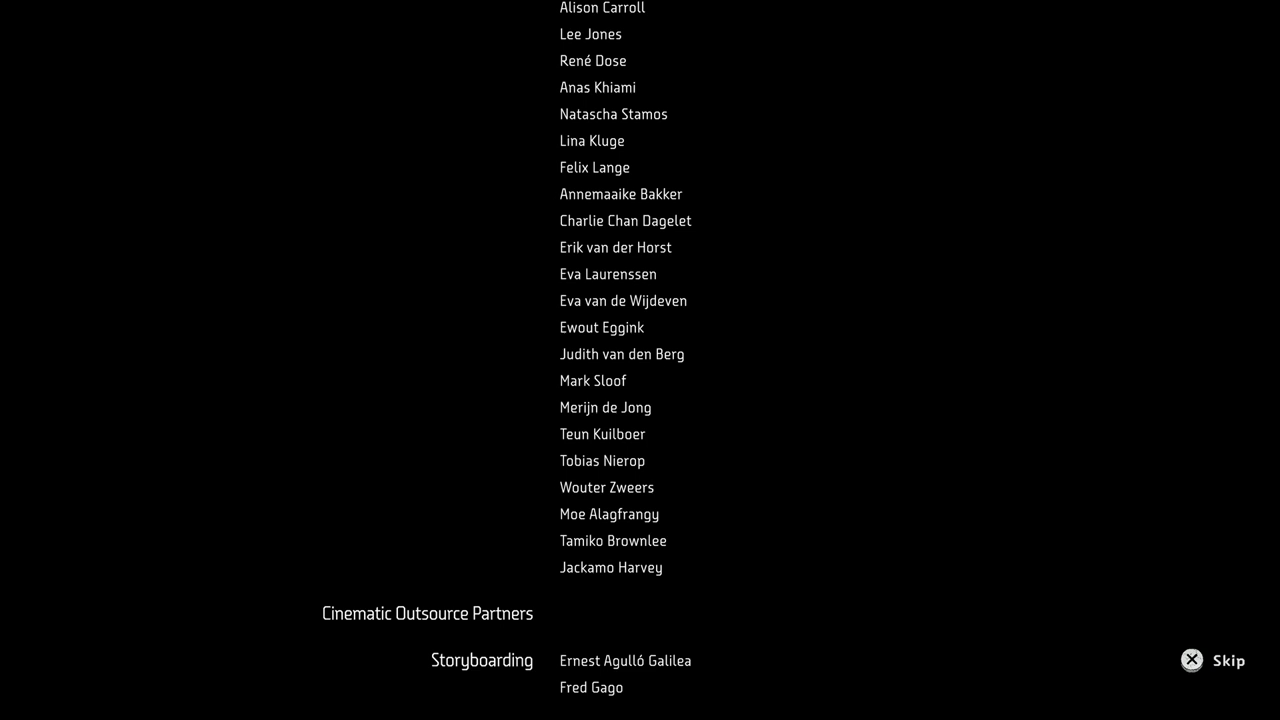 Alison Carroll
Lee Jones
René Dose
Anas Khiami
Natascha Stamos
Lina Kluge
Felix Lange
Annemaaike Bakker
Charlie Chan Dagelet
Erik van der Horst
Eva Laurenssen
Eva van de Wijdeven
Ewout Eggink
Judith van den Berg
Mark Sloof
Merijn de Jong
Teun Kuilboer
Tobias Nierop
Wouter Zweers
Moe Alagfrangy
Tamiko Brownlee
Jackamo Harvey
Cinematic Outsource Partners
Storyboarding Ernest Agulló Galilea
Fred Gago
Skip